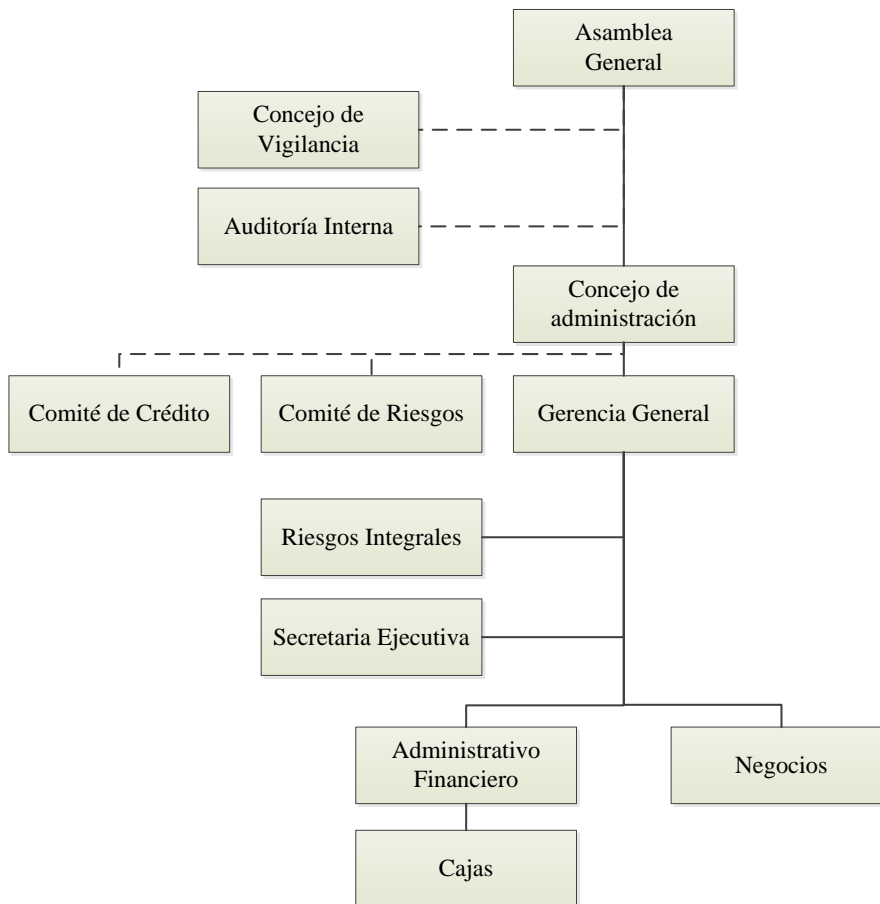 Asamblea
General
Concejo de
Vigilancia
Auditoría Interna
Concejo de
administración
Comité de Crédito
Comité de Riesgos
Gerencia General
Riesgos Integrales
Secretaria Ejecutiva
Administrativo
Financiero
Negocios
Cajas